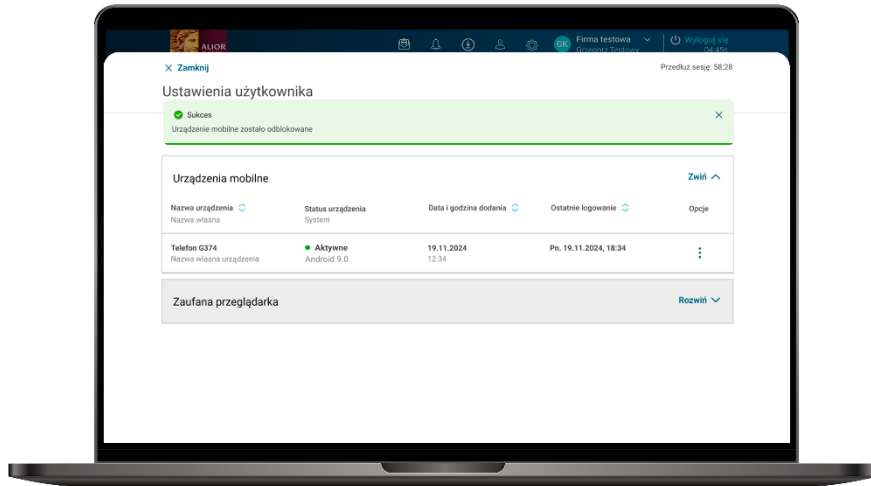 ALIOR
GK
Firma testowa
Grzegorz Testowy
Wyloguj się
04:45s
Zamknij
Przedłuż sesję: 58:28
Ustawienia użytkownika
Sukces
Urządzenie mobilne zostało odblokowane
Urządzenia mobilne
Zwiń
Nazwa urządzenia
Nazwa własna
Status urządzenia
System
Data i godzina dodania
Ostatnie logowanie
Opcje
Telefon G374
Nazwa własna urządzenia
Aktywne
Android 9.0
19.11.2024
12:34
Pn. 19.11.2024, 18:34
Zaufana przeglądarka
Rozwiń